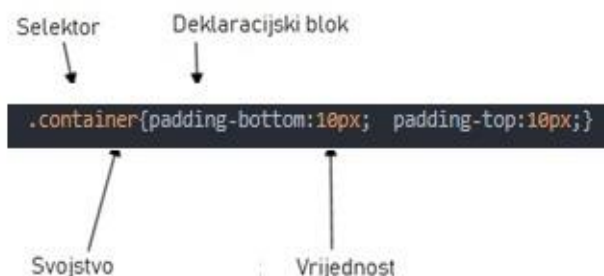 Selektor Deklaracijski blok
.container{padding-bottom:10px; padding-top:10px;}
Svojstvo : Vrijednost